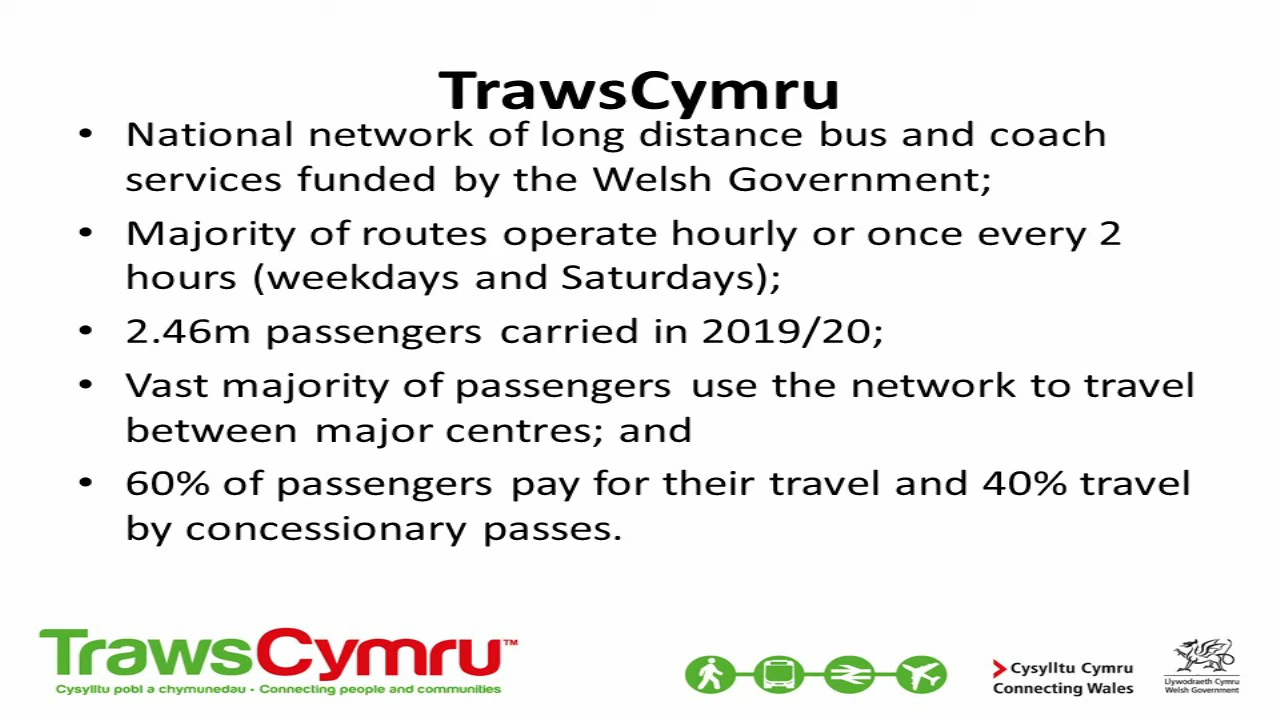 TrawsCymru
• National network of long distance bus and coach
services funded by the Welsh Government;
• Majority of routes operate hourly or once every 2
hours (weekdays and Saturdays);
• 2.46m passengers carried in 2019/20;
• Vast majority of passengers use the network to travel
between major centres; and
• 60% of passengers pay for their travel and 40% travel
by concessionary passes.
TrawsCymru™
Cysylltu pobl a chymunedau • Connecting people and communities
Cysylltu Cymru
Connecting Wales
Llywodraeth Cymru
Welsh Government